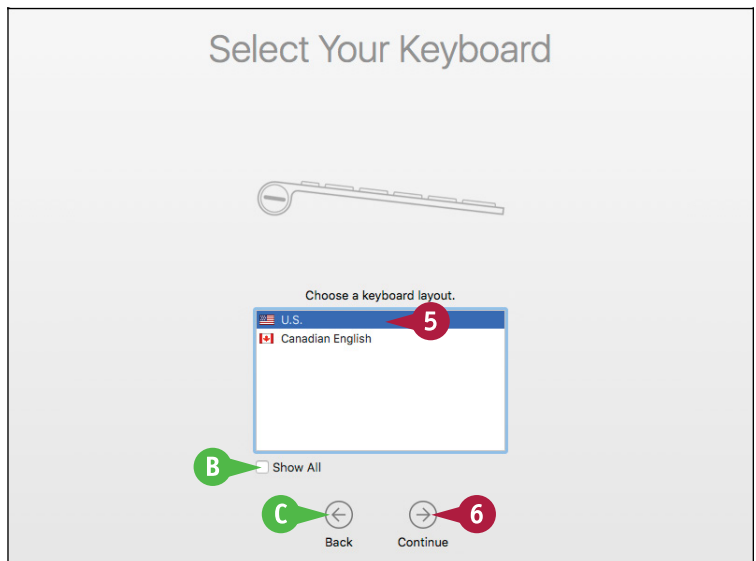 Select Your Keyboard
Choose a keyboard layout.
U.S.
5
Canadian English
B
Show All
C
6
Back
Continue